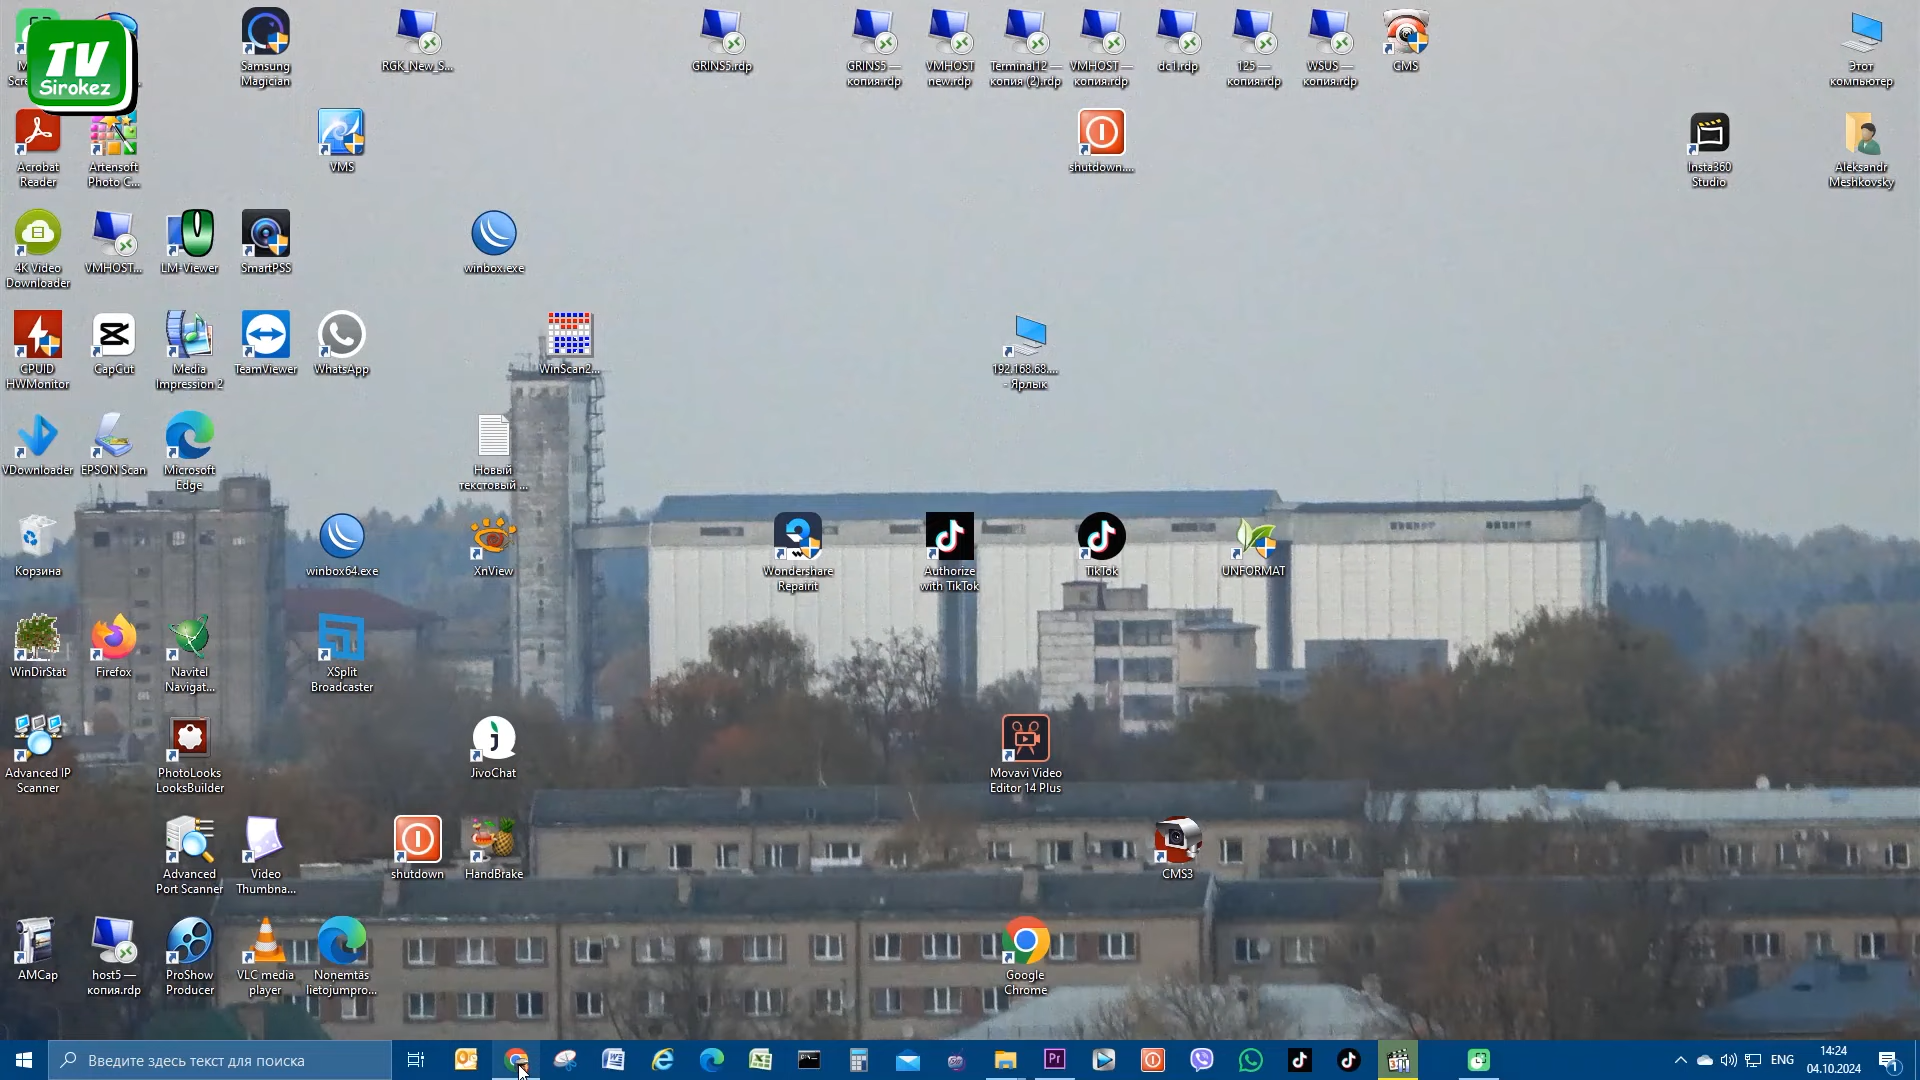 TV
Sirokez
Samsung
Magician
RGK_New_S...
GRINS5.rdp
GRINS5 —
копия.rdp
VMHOST
new.rdp
Terminal12 —
копия (2).rdp
VMHOST —
копия.rdp
dc1.rdp
125 —
копия.rdp
WSUS —
копия.rdp
CMS
Этот
компьютер
Acrobat
Reader
Artensoft
Photo C...
VMS
shutdown....
Insta360
Studio
Aleksandr
Meshkovsky
4K Video
Downloader
VMHOST...
LM-Viewer
SmartPSS
winbox.exe
CPUID
HWMonitor
CapCut
Media
Impression 2
TeamViewer
WhatsApp
WinScan2...
192.168.68....
- Ярлык
VDownloader
EPSON Scan
Microsoft
Edge
Новый
текстовый ...
Корзина
winbox64.exe
XnView
Wondershare
Repairit
Authorize
with TikTok
TikTok
UNFORMAT
WinDirStat
Firefox
Navitel
Navigat...
XSplit
Broadcaster
Advanced IP
Scanner
PhotoLooks
LooksBuilder
JivoChat
Movavi Video
Editor 14 Plus
Advanced
Port Scanner
Video
Thumbna...
shutdown
HandBrake
CMS3
AMCap
host5 —
копия.rdp
ProShow
Producer
VLC media
player
Nonemtās
lietojumpro...
Google
Chrome
Введите здесь текст для поиска
Pr
ENG
14:24
04.10.2024
1